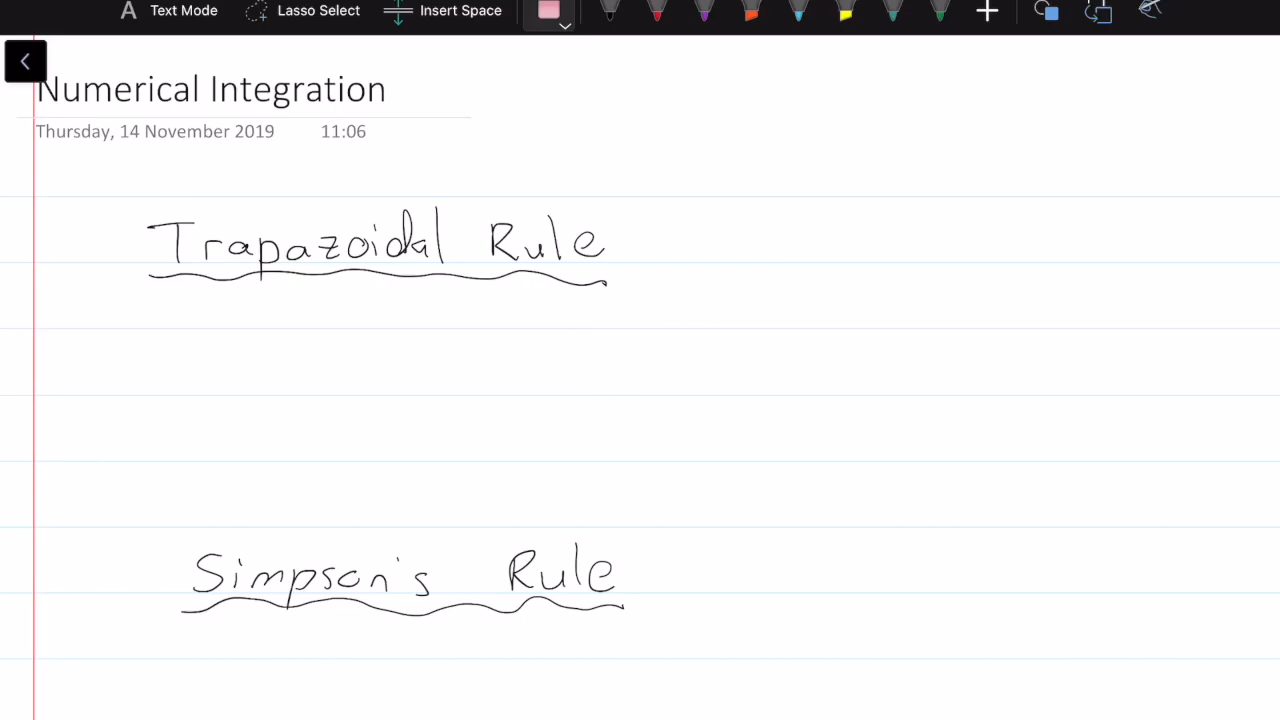 Text Mode Lasso Select Insert Space
Numerical Integration
Thursday, 14 November 2019 11:06
Trapazoidal Rule
Simpson's Rule